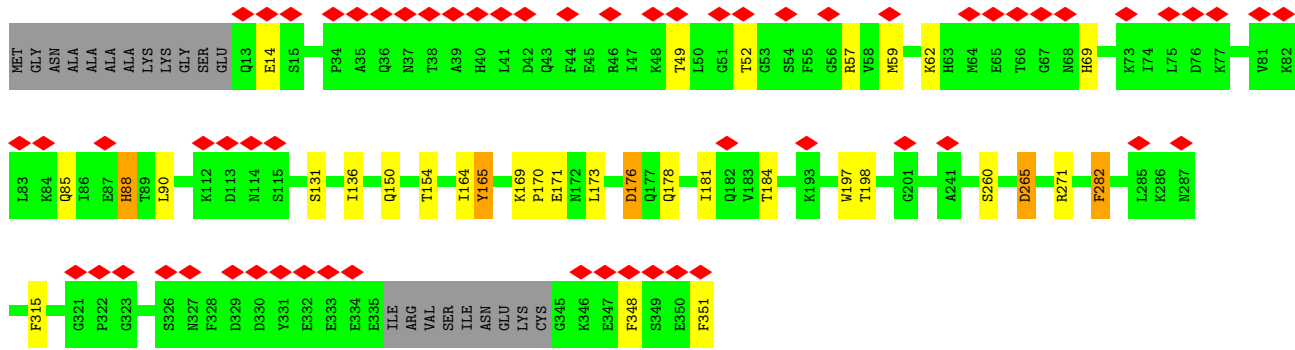 MET GLY ASN ALA ALA ALA ALA LYS LYS GLY SER GLU Q13 E14 S15 P34 A35 Q36 N37 T38 A39 H40 L41 D42 Q43 F44 E45 R46 I47 K48 T49 L50 G51 T52 G53 S54 F55 G56 R57 V58 M59 K62 H63 M64 E65 T66 G67 N68 H69 K73 I74 L75 D76 K77 V81 K82
L83 K84 Q85 I86 E87 H88 T89 L90 K112 D113 N114 S115 S131 I136 Q150 T154 I164 Y165 K169 P170 E171 N172 L173 D176 Q177 Q178 I181 Q182 V183 T184 K193 W197 T198 G201 A241 S260 D265 R271 F282 L285 K286 N287
F315 G321 P322 G323 S326 N327 F328 D329 D330 Y331 E332 E333 E334 E335 ILE ARG VAL SER ILE ASN GLU LYS CYS G345 K346 E347 F348 S349 E350 F351